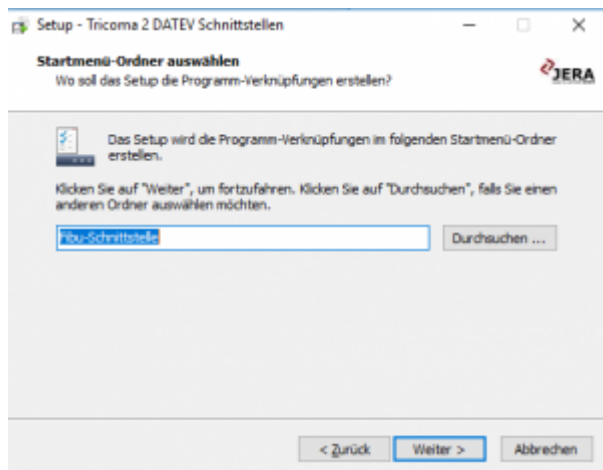 Setup - Tricoma 2 DATEV Schnittstellen
Startmenü-Ordner auswählen
Wo soll das Setup die Programm-Verknüpfungen erstellen?
JERA
Das Setup wird die Programm-Verknüpfungen im folgenden Startmenü-Ordner
erstellen.
Klicken Sie auf "Weiter", um fortzufahren. Klicken Sie auf "Durchsuchen", falls Sie einen
anderen Ordner auswählen möchten.
Fibu-Schnittstelle
Durchsuchen ...
< Zurück
Weiter >
Abbrechen